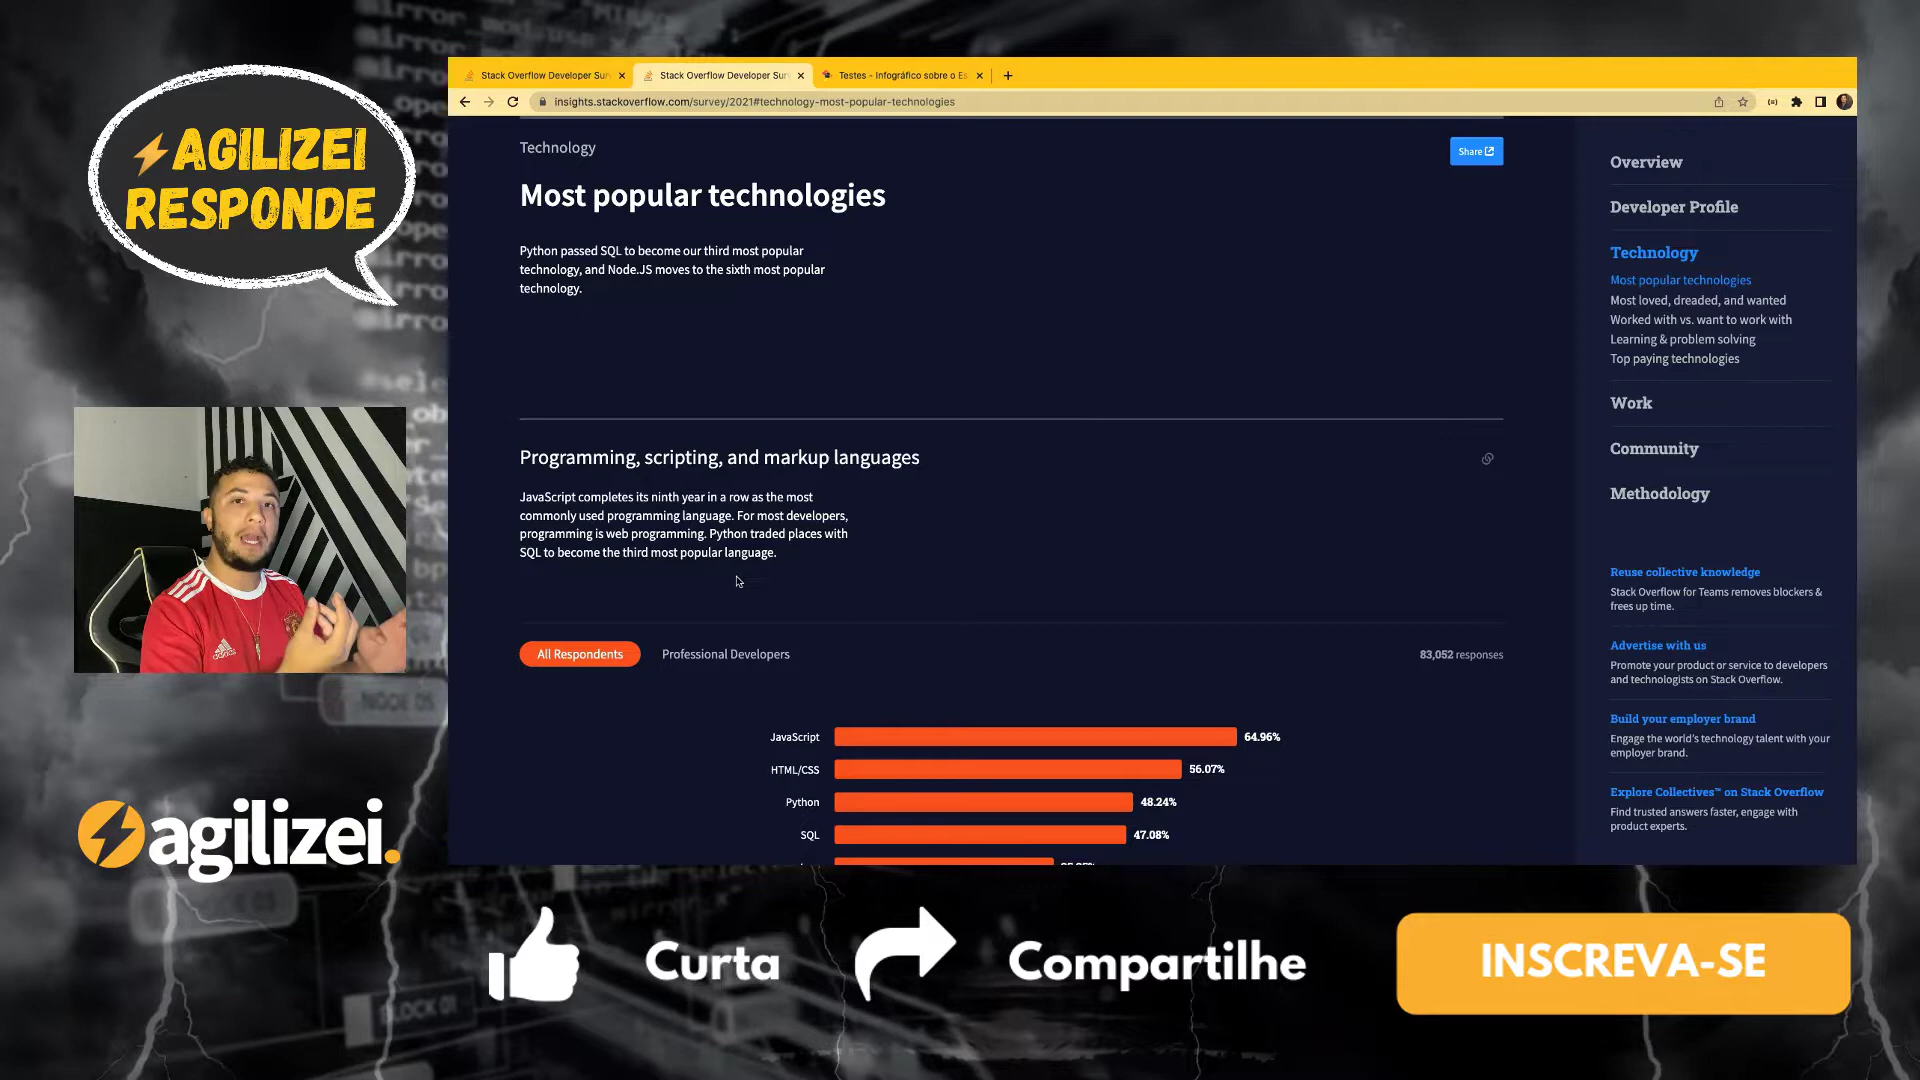 ⚡AGILIZEI
RESPONDE
Stack Overflow Developer Sur
Stack Overflow Developer Sur
Testes - Infográfico sobre o Es
insights.stackoverflow.com/survey/2021#technology-most-popular-technologies
Technology
Share
Most popular technologies
Python passed SQL to become our third most popular
technology, and Node.JS moves to the sixth most popular
technology.
Programming, scripting, and markup languages
JavaScript completes its ninth year in a row as the most
commonly used programming language. For most developers,
programming is web programming. Python traded places with
SQL to become the third most popular language.
All Respondents
Professional Developers
83,052 responses
JavaScript 64.96%
HTML/CSS 56.07%
Python 48.24%
SQL 47.08%
Overview
Developer Profile
Technology
Most popular technologies
Most loved, dreaded, and wanted
Worked with vs. want to work with
Learning & problem solving
Top paying technologies
Work
Community
Methodology
Reuse collective knowledge
Stack Overflow for Teams removes blockers &
frees up time.
Advertise with us
Promote your product or service to developers
and technologists on Stack Overflow.
Build your employer brand
Engage the world's technology talent with your
employer brand.
Explore Collectives™ on Stack Overflow
Find trusted answers faster, engage with
product experts.
agilizei.
Curta
Compartilhe
INSCREVA-SE
NODE 05
BLOCK 01